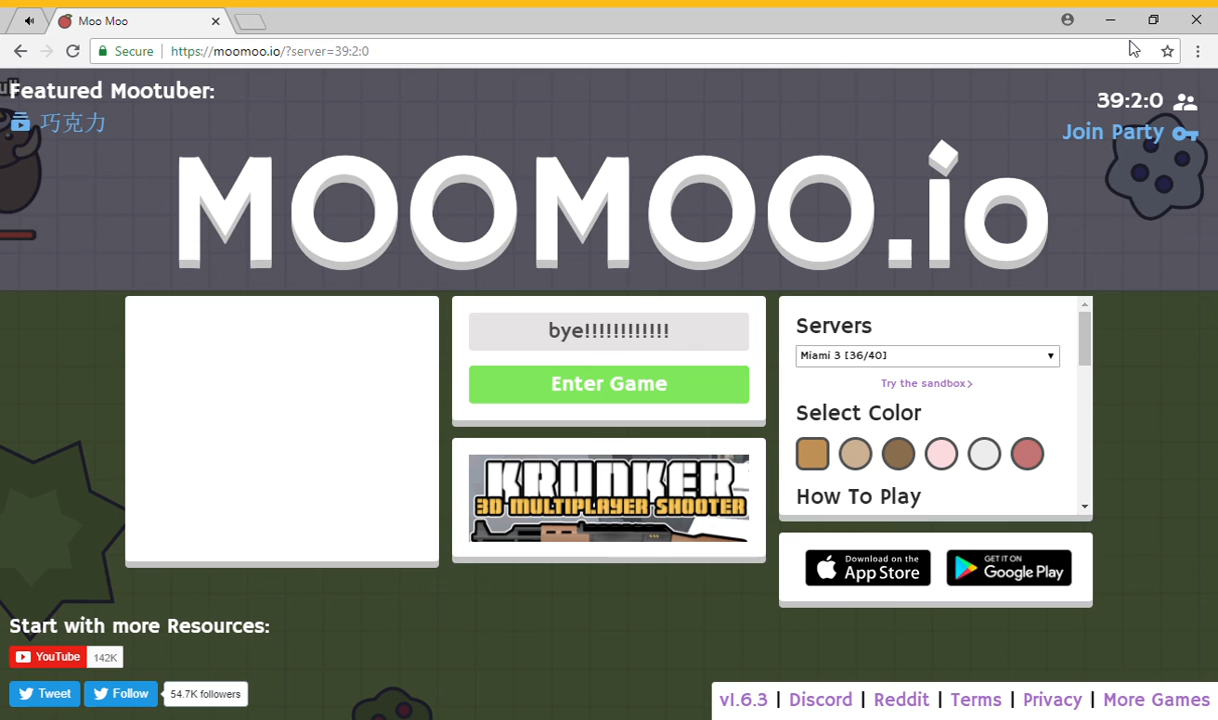 Moo Moo
Secure
https://moomoo.io/?server=39:2:0
Featured Mootuber:
巧克力
39:2:0
Join Party
MOOMOO.io
bye!!!!!!!!!!!!
Enter Game
KRUNKER
3D MULTIPLAYER SHOOTER
Servers
Miami 3 [36/40]
Try the sandbox>
Select Color
How To Play
Download on the
App Store
GET IT ON
Google Play
Start with more Resources:
YouTube 142K
Tweet Follow 54.7K followers
v1.6.3 | Discord | Reddit | Terms | Privacy | More Games